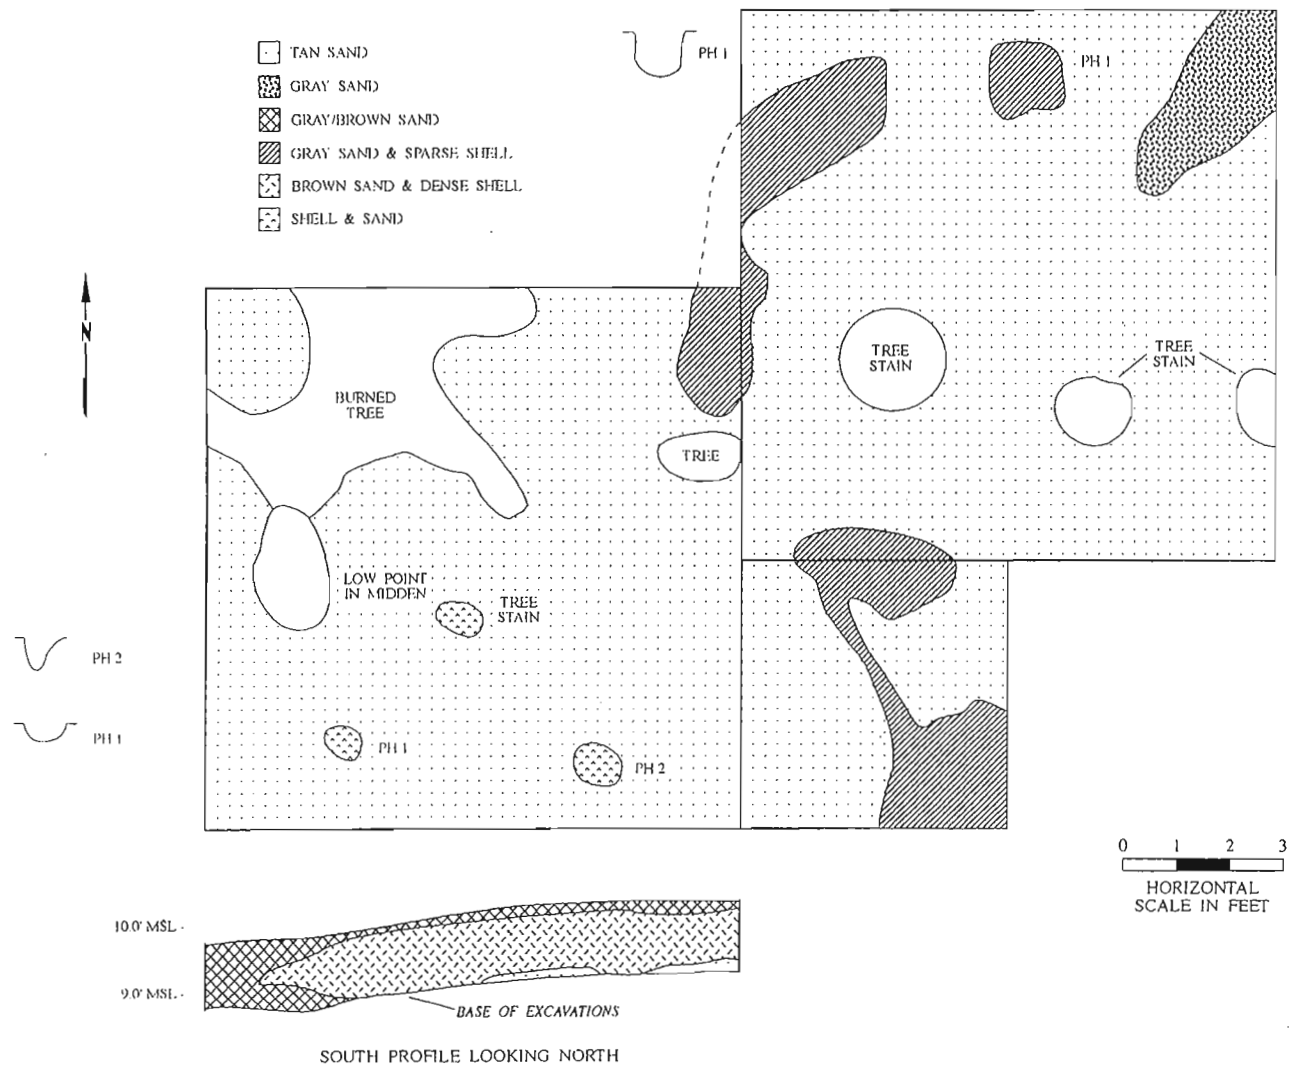 TAN SAND
GRAY SAND
GRAY/BROWN SAND
GRAY SAND & SPARSE SHELL
BROWN SAND & DENSE SHELL
SHELL & SAND
PH 1
PH 1
N
BURNED
TREE
TREE
TREE
STAIN
TREE
STAIN
LOW POINT
IN MIDDEN
TREE
STAIN
PH 2
PH 1
PH 1
PH 2
0 1 2 3
HORIZONTAL
SCALE IN FEET
10.0' MSL
9.0' MSL
BASE OF EXCAVATIONS
SOUTH PROFILE LOOKING NORTH